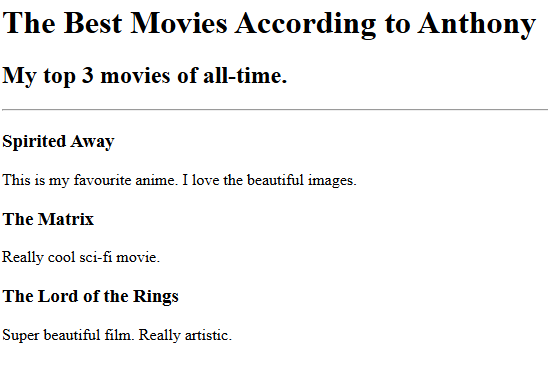 The Best Movies According to Anthony
My top 3 movies of all-time.
Spirited Away
This is my favourite anime. I love the beautiful images.
The Matrix
Really cool sci-fi movie.
The Lord of the Rings
Super beautiful film. Really artistic.